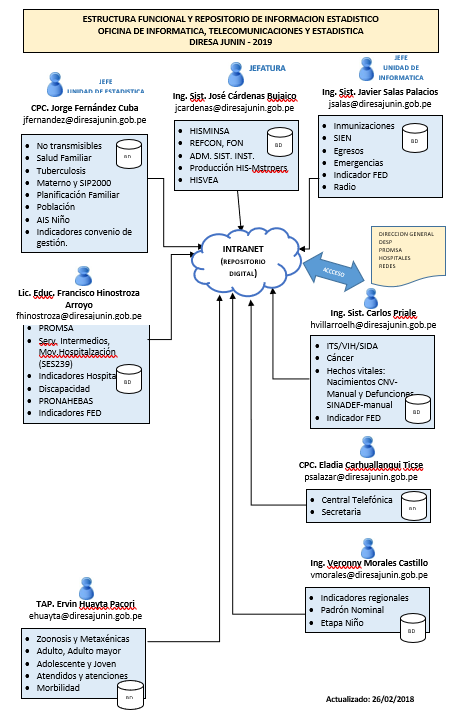 ESTRUCTURA FUNCIONAL Y REPOSITORIO DE INFORMACION ESTADISTICO
OFICINA DE INFORMATICA, TELECOMUNICACIONES Y ESTADISTICA
DIRESA JUNIN - 2019
JEFE
UNIDAD DE ESTADISTICA
CPC. Jorge Fernández Cuba
jfernandez@diresajunin.gob.pe
No transmisibles
Salud Familiar
Tuberculosis
Materno y SIP2000
Planificación Familiar
Población
AIS Niño
Indicadores convenio de
gestión.
BD
JEFATURA
Ing. Sist. José Cárdenas Bujaico
jcardenas@diresajunin.gob.pe
HISMINSA
REFCON, FON
ADM. SIST. INST.
Producción HIS-Mstrpers
HISVEA
BD
JEFE
UNIDAD DE
INFORMATICA
Ing. Sist. Javier Salas Palacios
jsalas@diresajunin.gob.pe
Inmunizaciones
SIEN
Egresos
Emergencias
Indicador FED
Radio
BD
INTRANET
(REPOSITORIO
DIGITAL)
ACCCESO
DIRECCION GENERAL
DESP
PROMSA
HOSPITALES
REDES
Lic. Educ. Francisco Hinostroza
Arroyo
fhinostroza@diresajunin.gob.pe
PROMSA
Serv. Intermedios,
Mov.Hospitalzación
(SES239)
Indicadores Hospita
Discapacidad
PRONAHEBAS
Indicadores FED
BD
Ing. Sist. Carlos Priale
hvillarroelh@diresajunin.gob.pe
ITS/VIH/SIDA
Cáncer
Hechos vitales:
Nacimientos CNV-
Manual y Defunciones
SINADEF-manual
Indicador FED
BD
CPC. Eladia Carhuallanqui Ticse
psalazar@diresajunin.gob.pe
Central Telefónica
Secretaria
BD
Ing. Veronny Morales Castillo
vmorales@diresajunin.gob.pe
Indicadores regionales
Padrón Nominal
Etapa Niño
BD
TAP. Ervin Huayta Pacori
ehuayta@diresajunin.gob.pe
Zoonosis y Metaxénicas
Adulto, Adulto mayor
Adolescente y Joven
Atendidos y atenciones
Morbilidad
BD
Actualizado: 26/02/2018